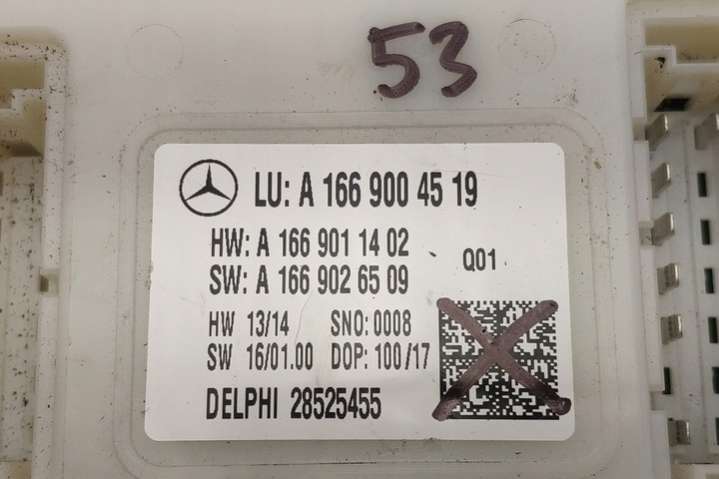 53
LU: A 166 900 45 19
HW: A 166 901 14 02
SW: A 166 902 65 09
Q01
HW 13/14 SNO: 0008
SW 16/01.00 DOP: 100/17
DELPHI 28525455